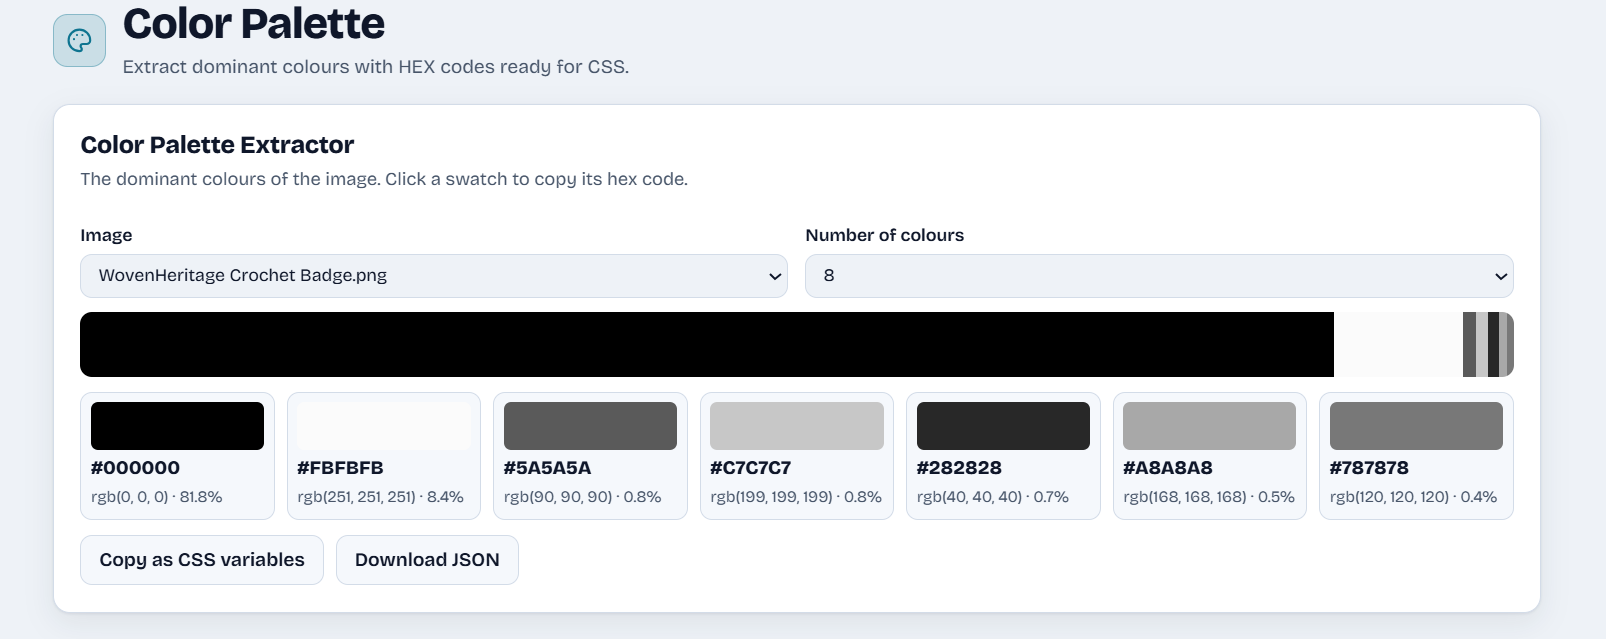 Color Palette
Extract dominant colours with HEX codes ready for CSS.
Color Palette Extractor
The dominant colours of the image. Click a swatch to copy its hex code.
Image
Number of colours
WovenHeritage Crochet Badge.png
8
#000000
#FBFBFB
#5A5A5A
#C7C7C7
#282828
#A8A8A8
#787878
rgb(0, 0, 0) · 81.8%
rgb(251, 251, 251) · 8.4%
rgb(90, 90, 90) · 0.8%
rgb(199, 199, 199) · 0.8%
rgb(40, 40, 40) · 0.7%
rgb(168, 168, 168) · 0.5%
rgb(120, 120, 120) · 0.4%
Copy as CSS variables
Download JSON